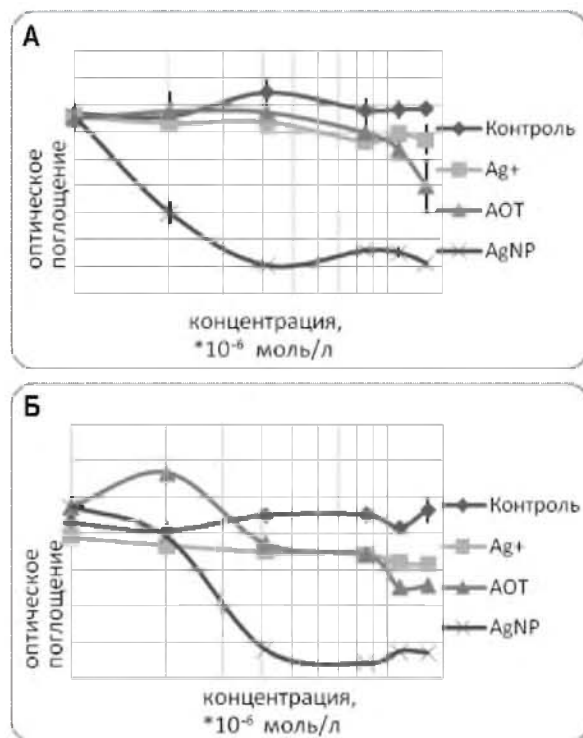 А
оптическое
поглощение
Контроль
Ag+
АОТ
AgNP
концентрация,
*10⁻⁶ моль/л
Б
оптическое
поглощение
Контроль
Ag+
АОТ
AgNP
концентрация,
*10⁻⁶ моль/л